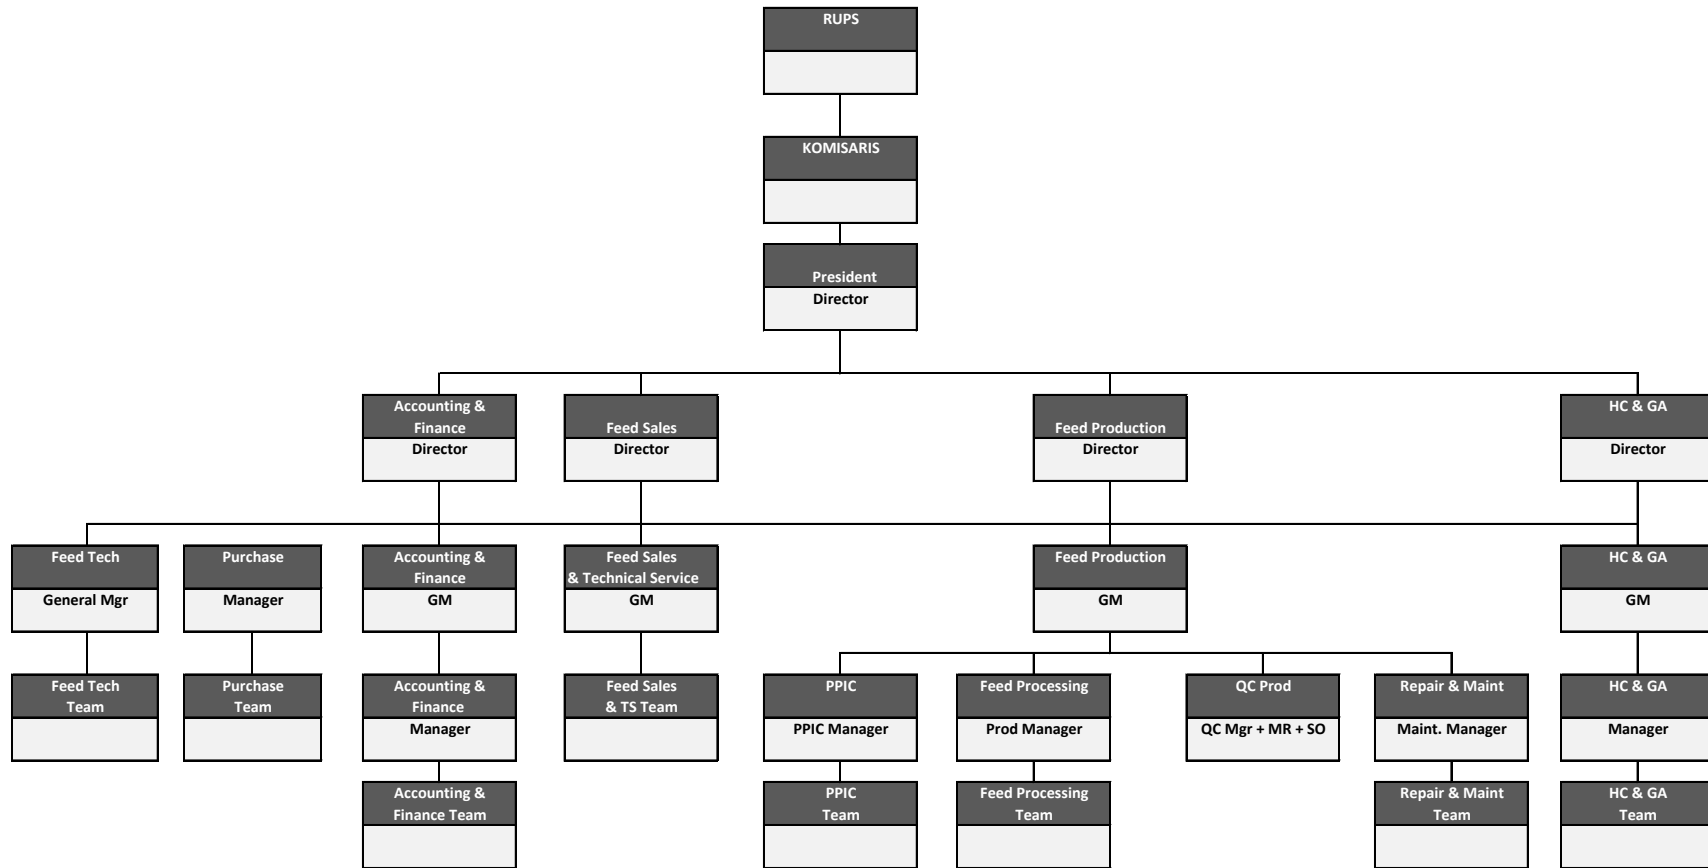 RUPS
KOMISARIS
President
Director
Accounting &
Finance
Director
Feed Sales
Director
Feed Production
Director
HC & GA
Director
Feed Tech
General Mgr
Purchase
Manager
Accounting &
Finance
GM
Feed Sales
& Technical Service
GM
Feed Production
GM
HC & GA
GM
Feed Tech
Team
Purchase
Team
Accounting &
Finance
Manager
Feed Sales
& TS Team
PPIC
PPIC Manager
Feed Processing
Prod Manager
QC Prod
QC Mgr + MR + SO
Repair & Maint
Maint. Manager
HC & GA
Manager
Accounting &
Finance Team
PPIC
Team
Feed Processing
Team
Repair & Maint
Team
HC & GA
Team